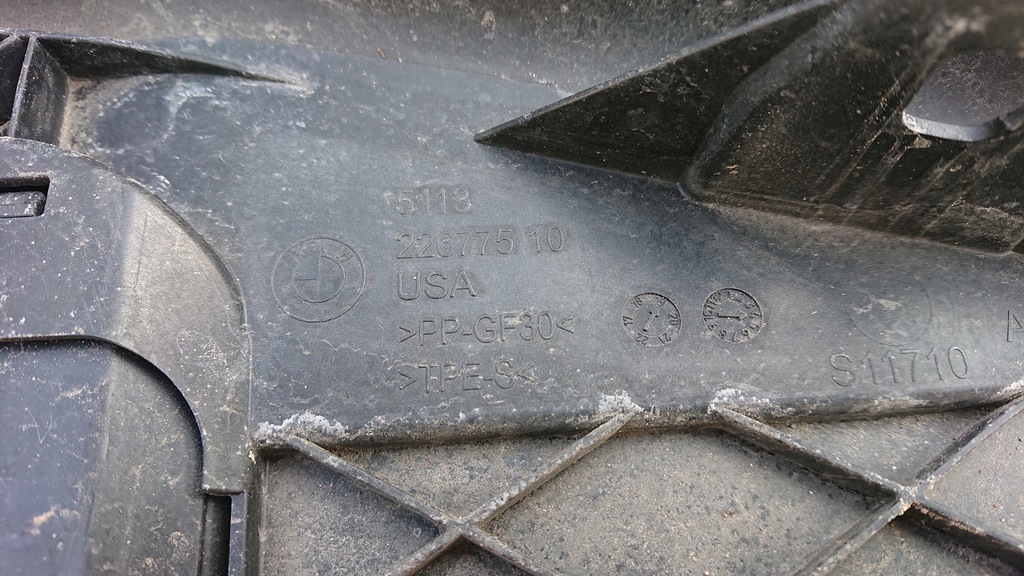 5113
226775 10
USA
>PP-GF30<
>TPE-S<
S11710